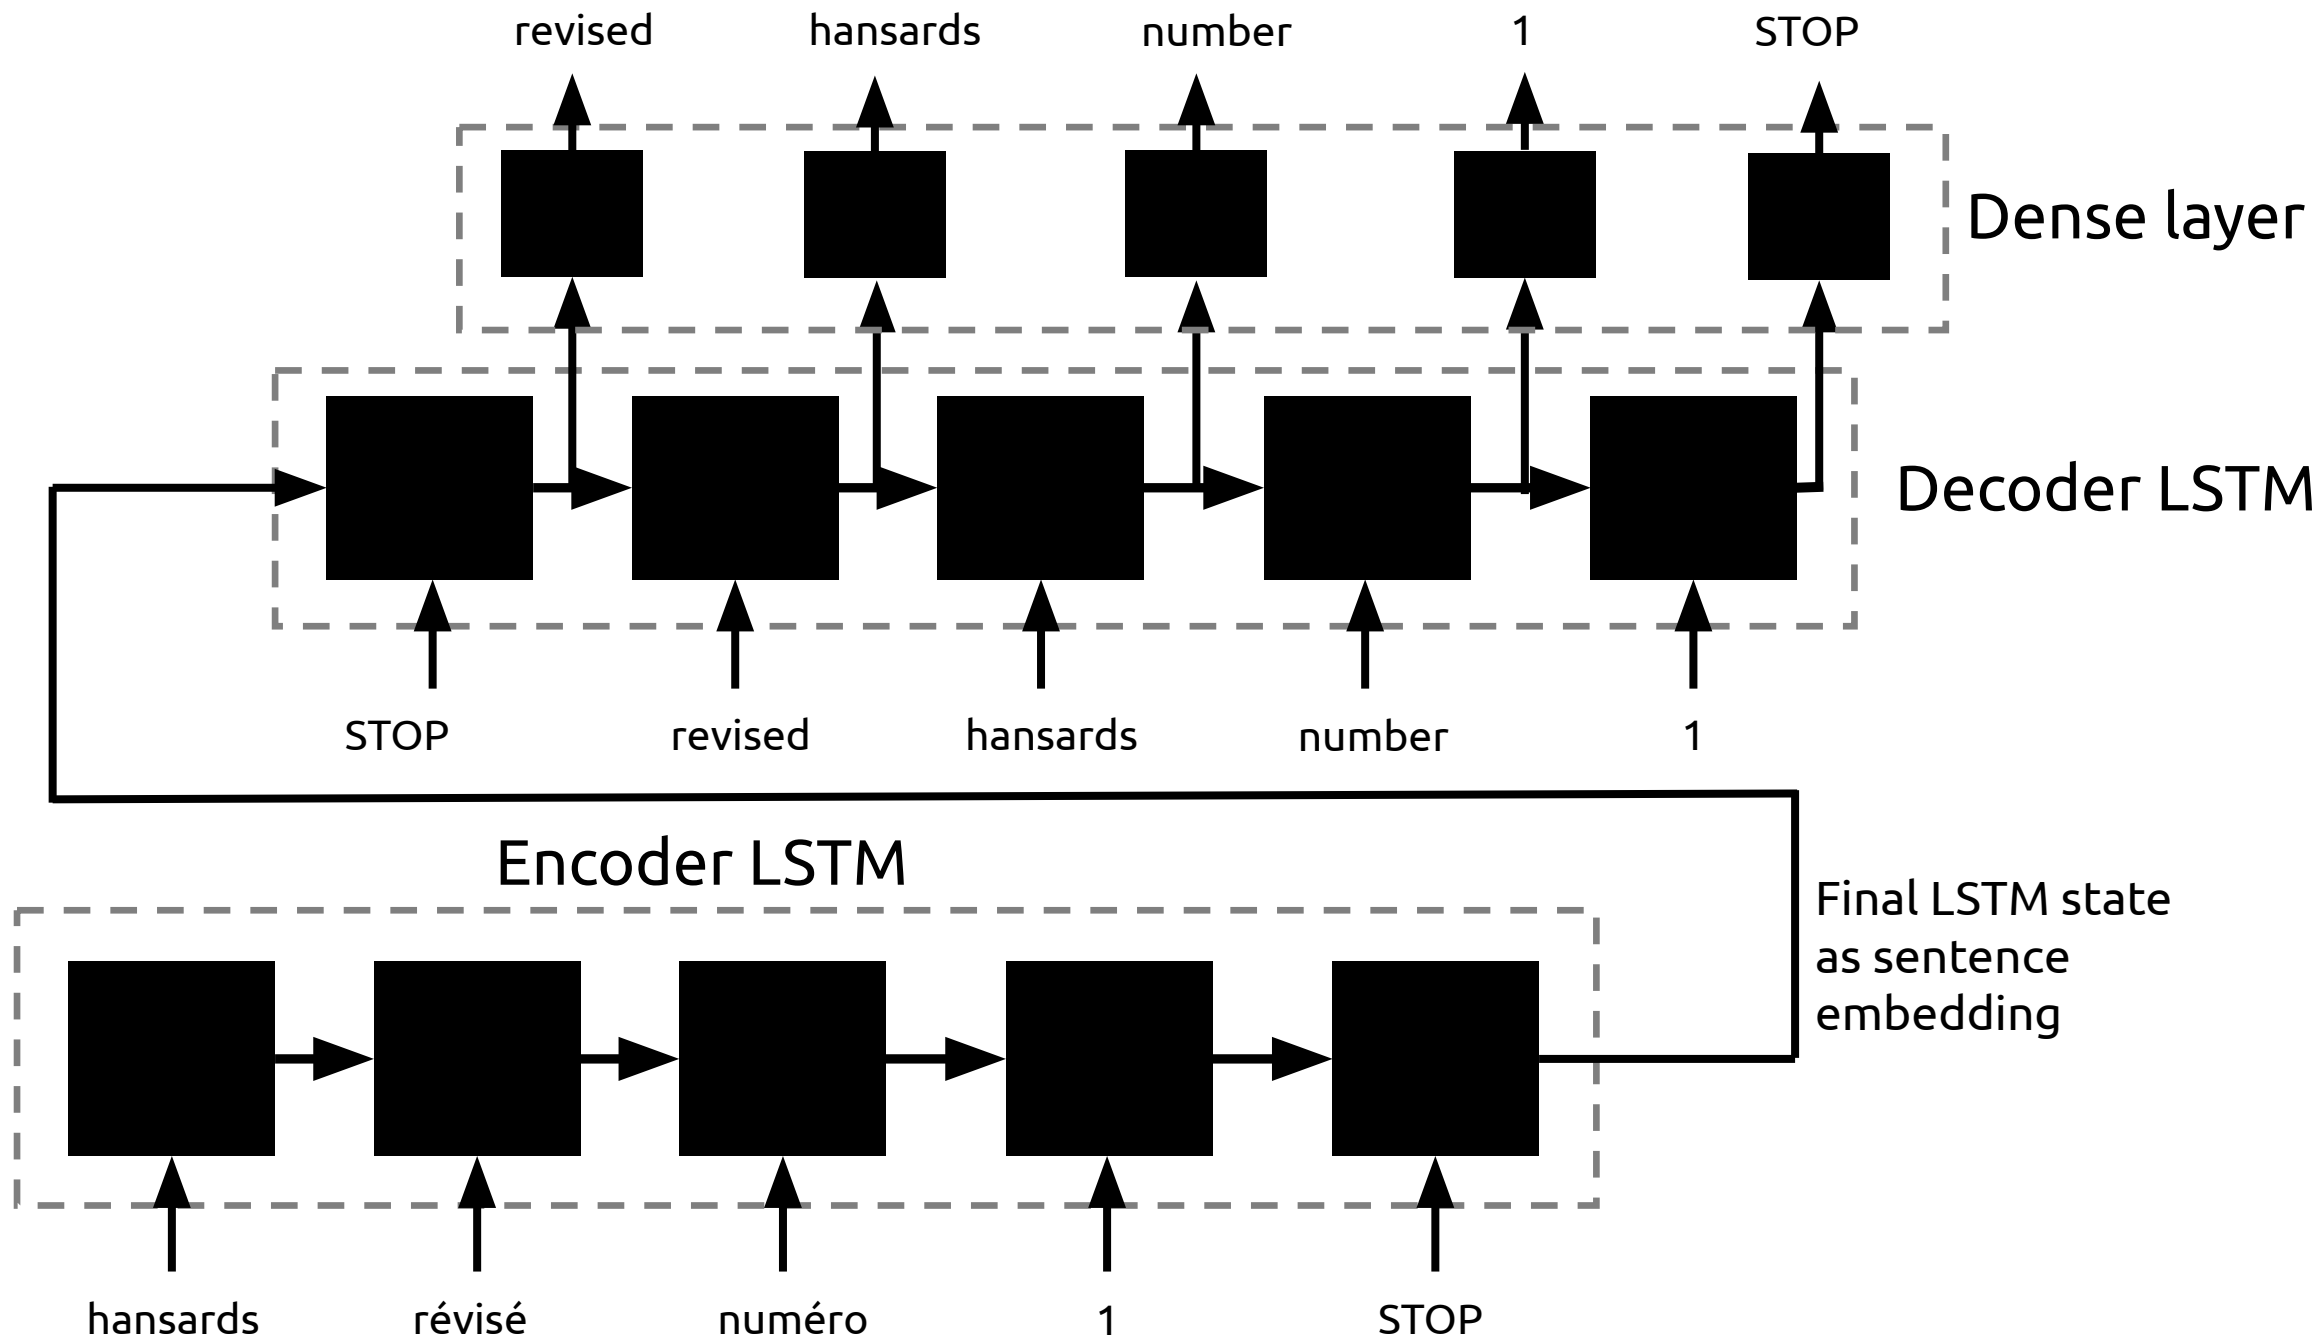 revised hansards number 1 STOP
Dense layer
Decoder LSTM
STOP revised hansards number 1
Encoder LSTM
Final LSTM state
as sentence
embedding
hansards révisé numéro 1 STOP